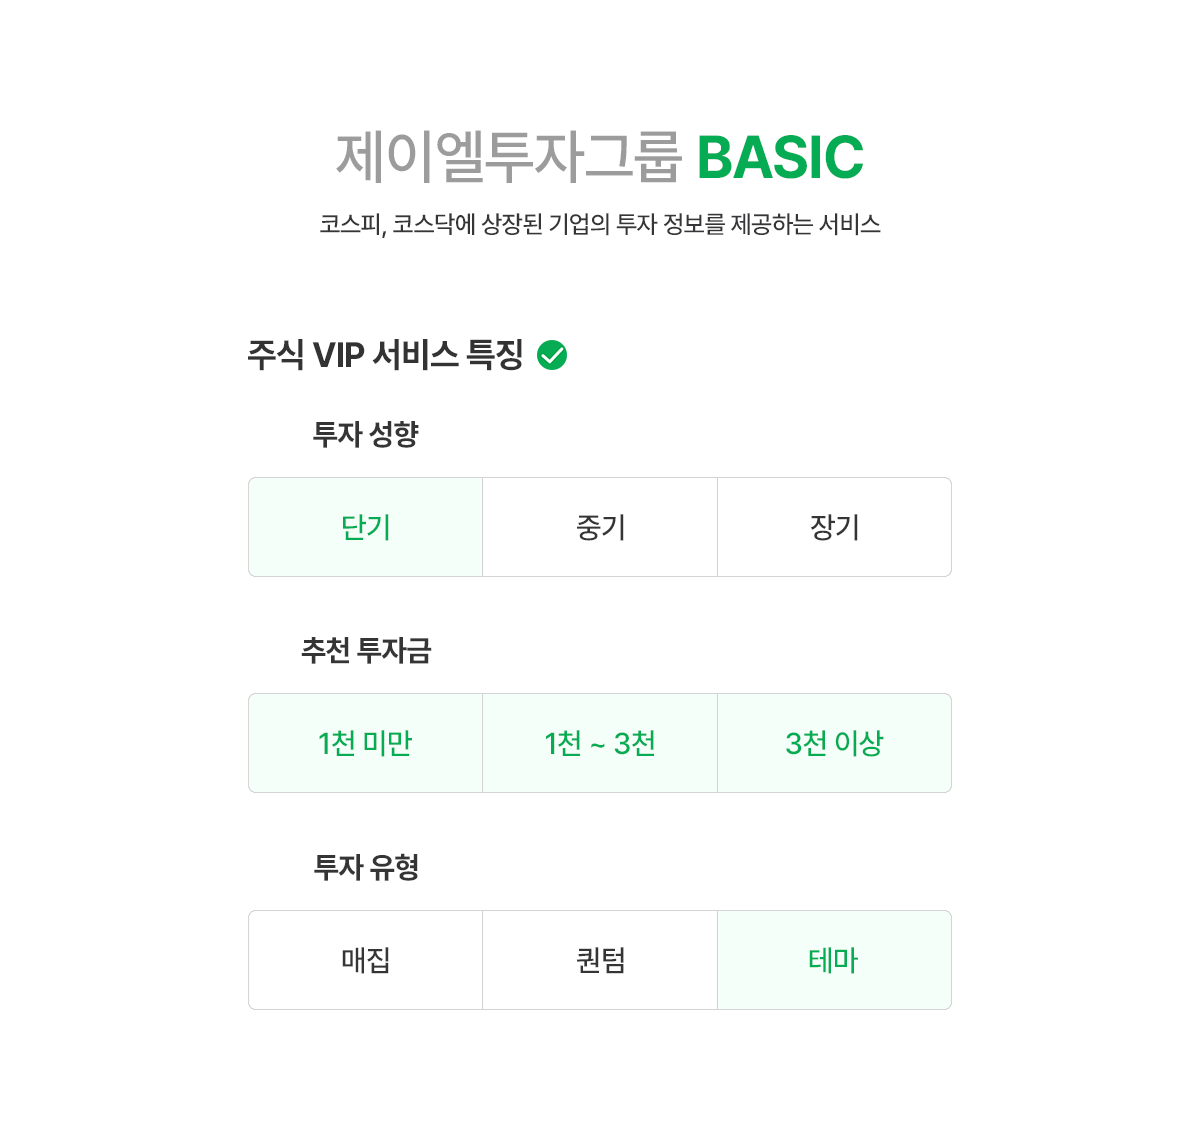 제이엘투자그룹 BASIC
코스피, 코스닥에 상장된 기업의 투자 정보를 제공하는 서비스
주식 VIP 서비스 특징
투자 성향
단기 중기 장기
추천 투자금
1천 미만 1천 ~ 3천 3천 이상
투자 유형
매집 퀀텀 테마